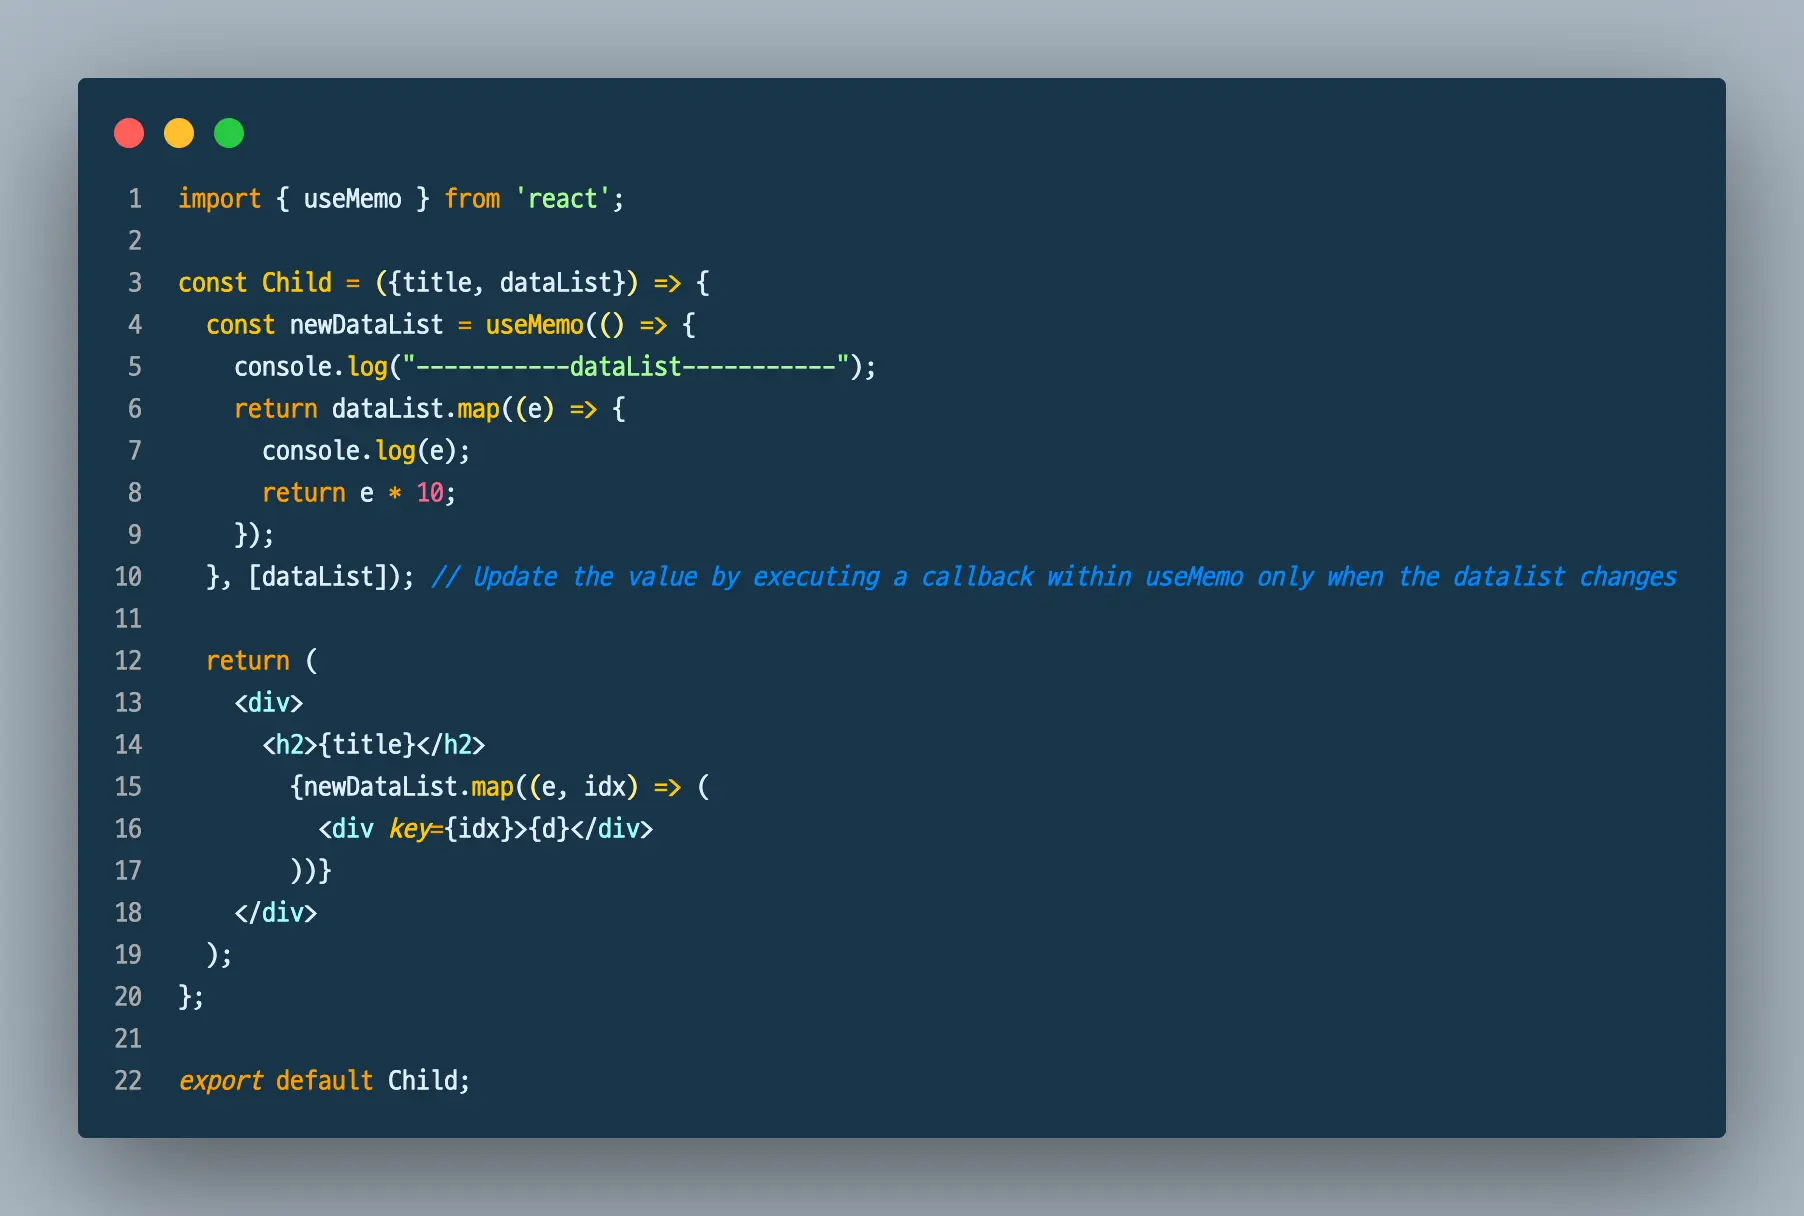 1 import { useMemo } from 'react';
2
3 const Child = ({title, dataList}) => {
4   const newDataList = useMemo(() => {
5     console.log("-----------dataList-----------");
6     return dataList.map((e) => {
7       console.log(e);
8       return e * 10;
9     });
10   }, [dataList]); // Update the value by executing a callback within useMemo only when the datalist changes
11
12   return (
13     <div>
14       <h2>{title}</h2>
15         {newDataList.map((e, idx) => (
16           <div key={idx}>{d}</div>
17         ))}
18     </div>
19   );
20 };
21
22 export default Child;